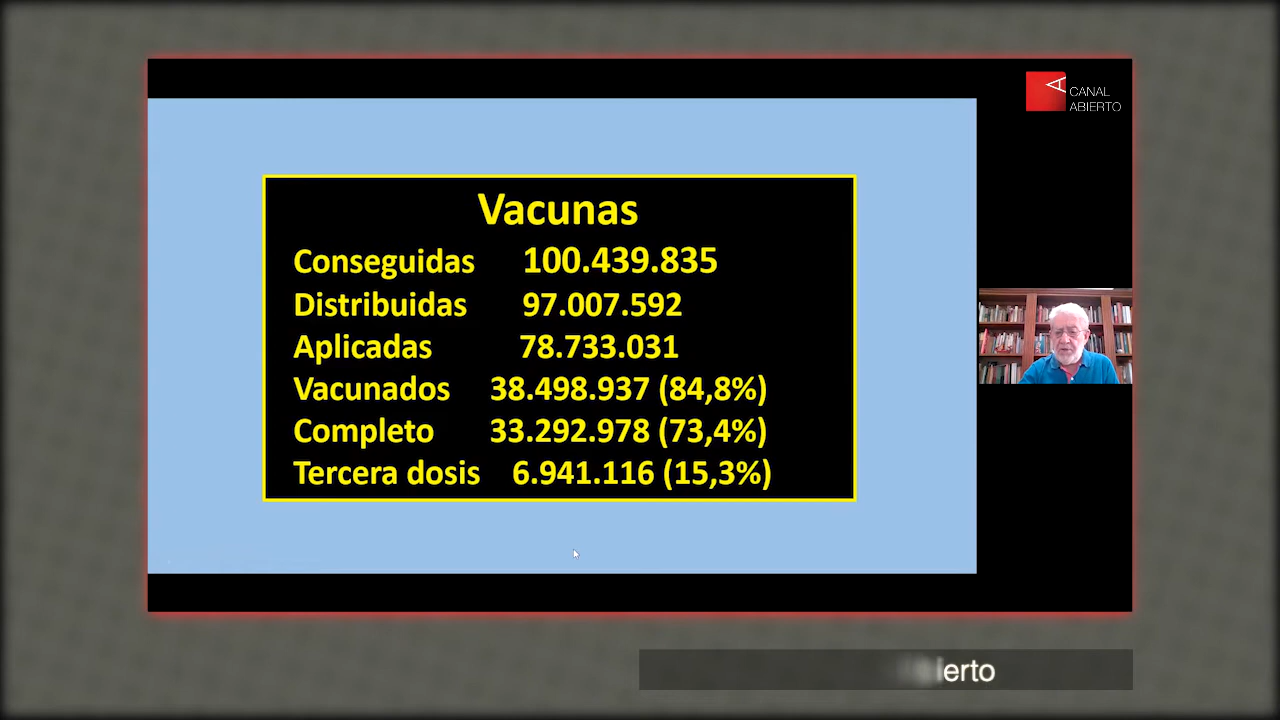 CANAL
ABIERTO
Vacunas
Conseguidas 100.439.835
Distribuidas 97.007.592
Aplicadas 78.733.031
Vacunados 38.498.937 (84,8%)
Completo 33.292.978 (73,4%)
Tercera dosis 6.941.116 (15,3%)
ierto